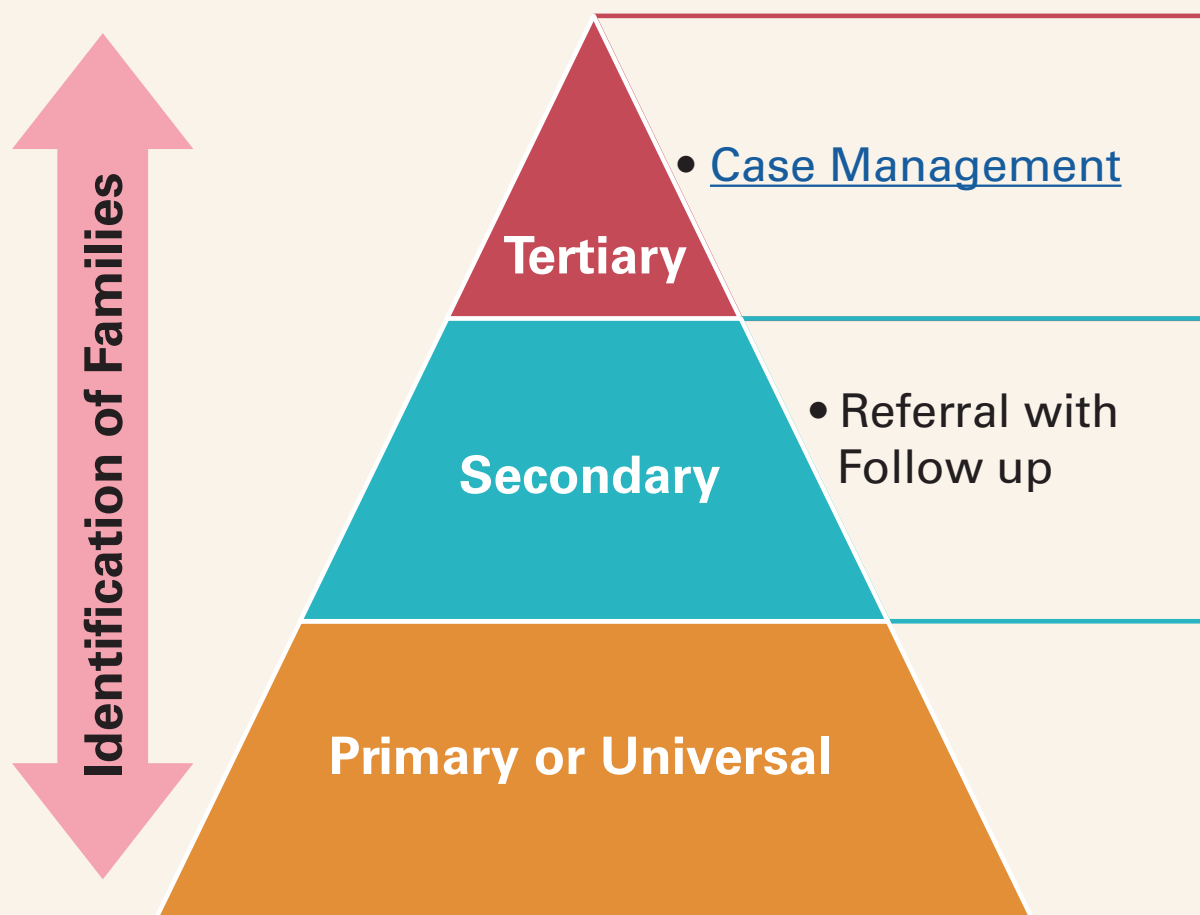 Identification of Families
• Case Management
Tertiary
• Referral with
Follow up
Secondary
Primary or Universal